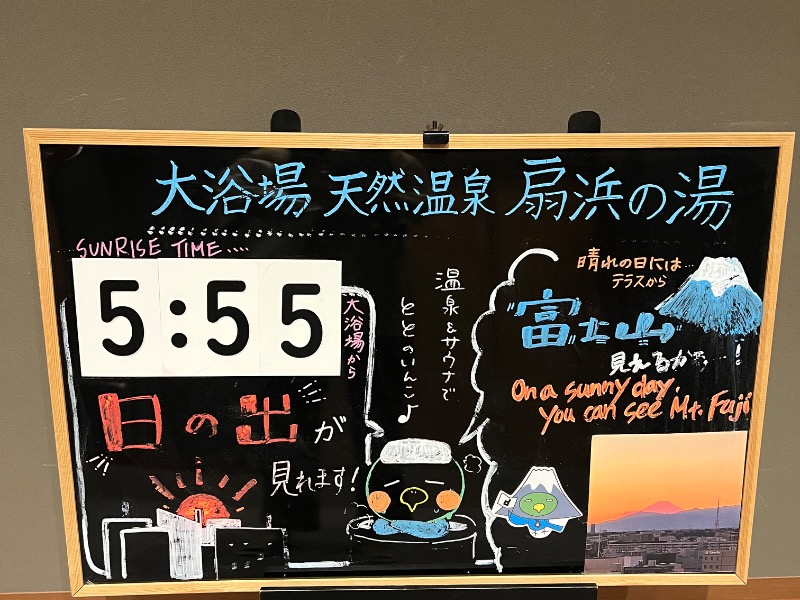 大浴場 天然温泉 扇浜の湯
SUNRISE TIME....
5:55
大浴場から
日の出が
見れます!
温泉&サウナで
ととのいんこ♪
晴れの日には…
テラスから
"富士山"
見れるかも…!
On a sunny day,
you can see Mt. Fuji